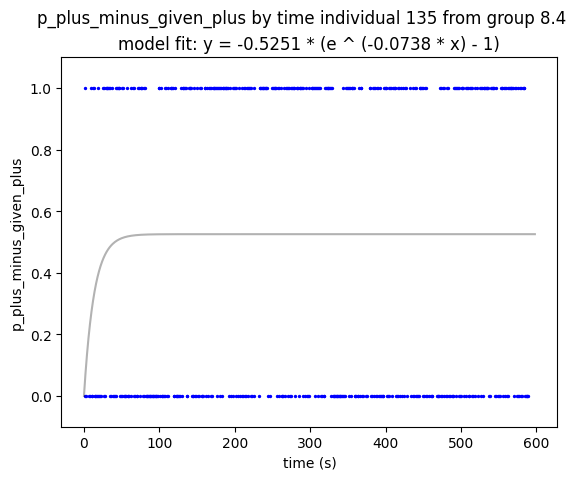 p_plus_minus_given_plus by time individual 135 from group 8.4
model fit: y = -0.5251 * (e ^ (-0.0738 * x) - 1)
p_plus_minus_given_plus
1.0
0.8
0.6
0.4
0.2
0.0
0 100 200 300 400 500 600
time (s)